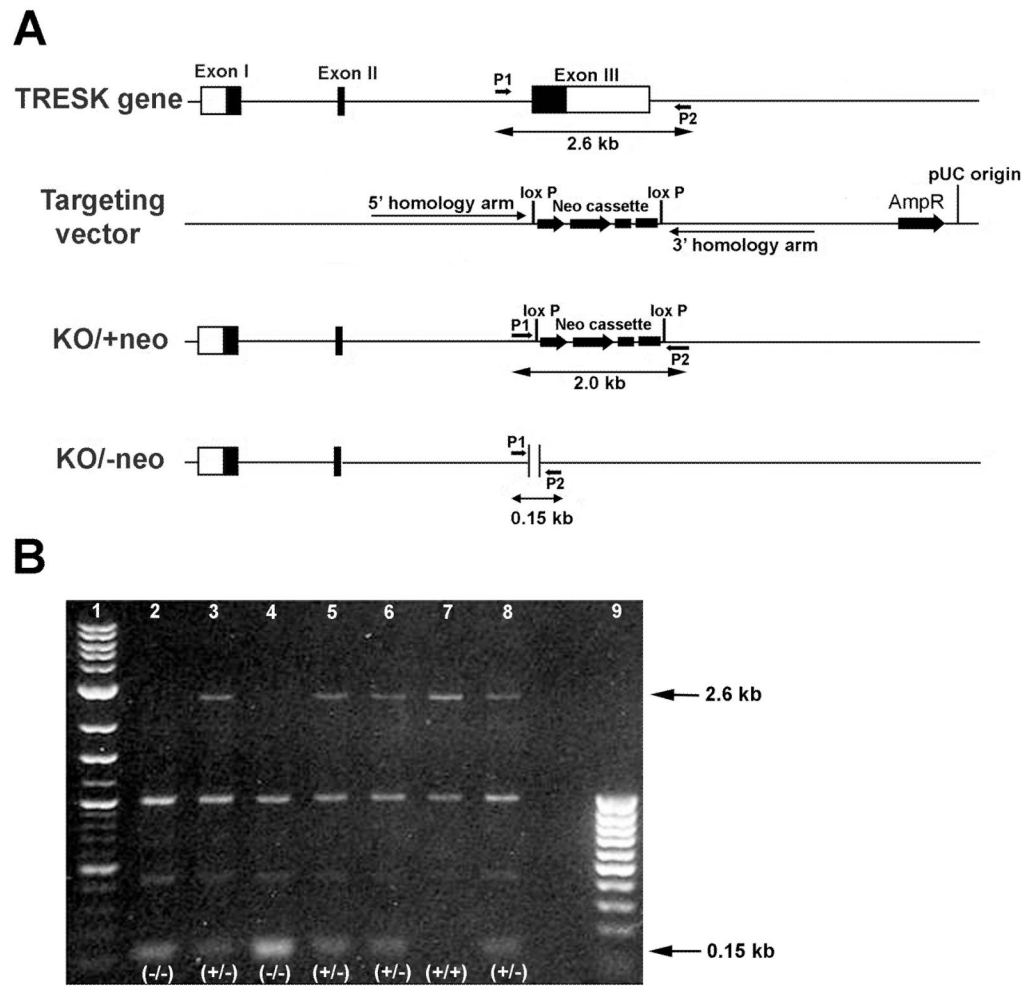 A
TRESK gene
Exon I
Exon II
P1
Exon III
P2
2.6 kb
Targeting
vector
5' homology arm
lox P
Neo cassette
lox P
3' homology arm
AmpR
pUC origin
KO/+neo
P1
lox P
Neo cassette
lox P
P2
2.0 kb
KO/-neo
P1
P2
0.15 kb
B
1 2 3 4 5 6 7 8 9
2.6 kb
0.15 kb
(-/-) (+/-) (-/-) (+/-) (+/-) (+/+) (+/-)